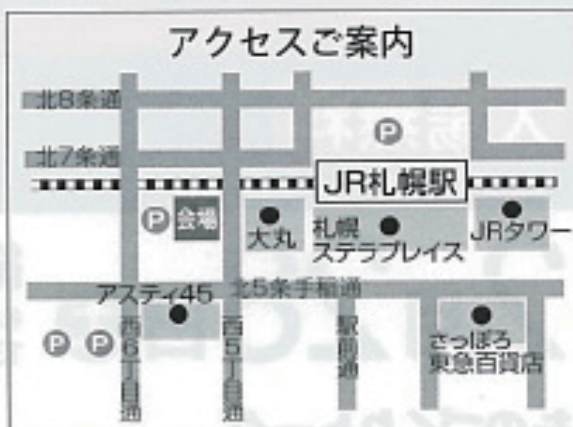 アクセスご案内
北8条通
P
北7条通
JR札幌駅
P
会場
大丸
札幌
ステラプレイス
JRタワー
アスティ45
北5条手稲通
P P
西6丁目通
西5丁目通
駅前通
さっぽろ
東急百貨店